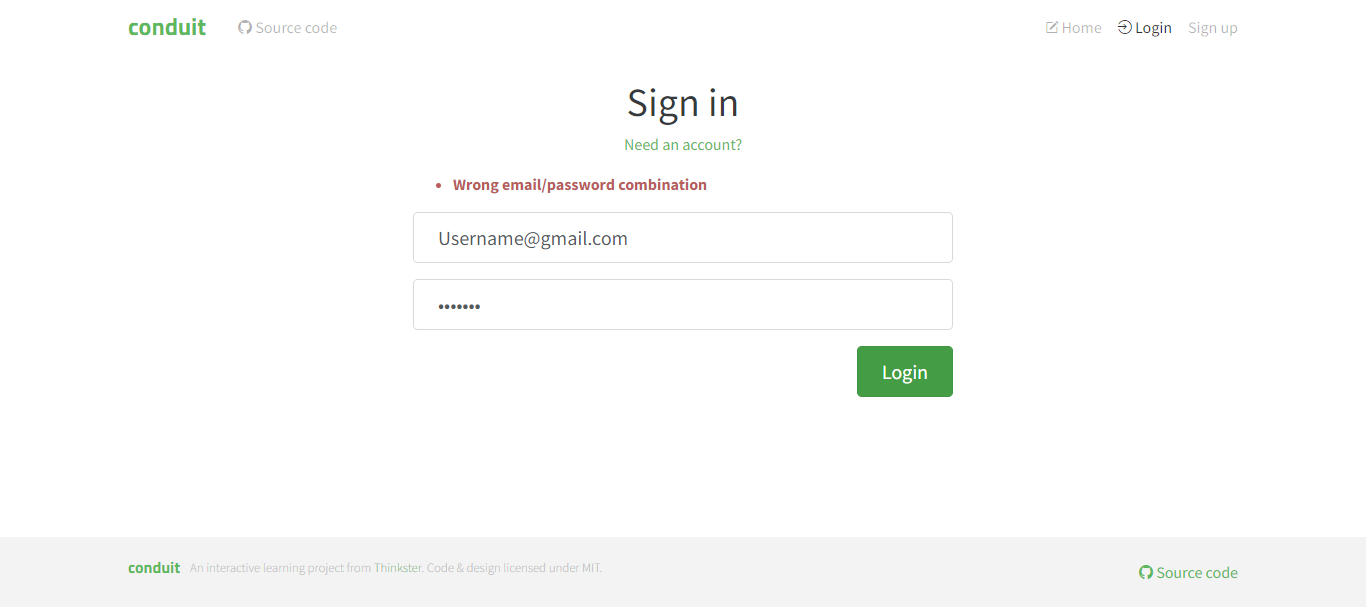 conduit Source code Home Login Sign up
Sign in
Need an account?
• Wrong email/password combination
Username@gmail.com
•••••••
Login
conduit An interactive learning project from Thinkster. Code & design licensed under MIT. Source code